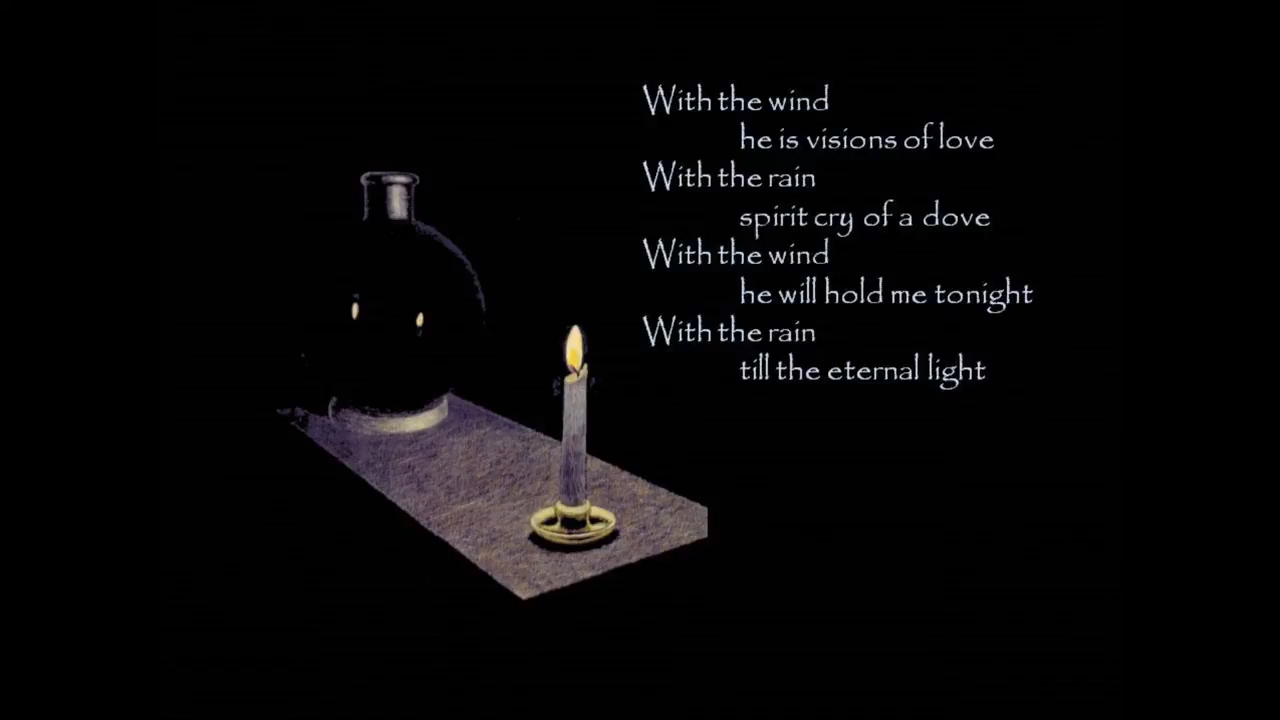 With the wind
he is visions of love
With the rain
spirit cry of a dove
With the wind
he will hold me tonight
With the rain
till the eternal light